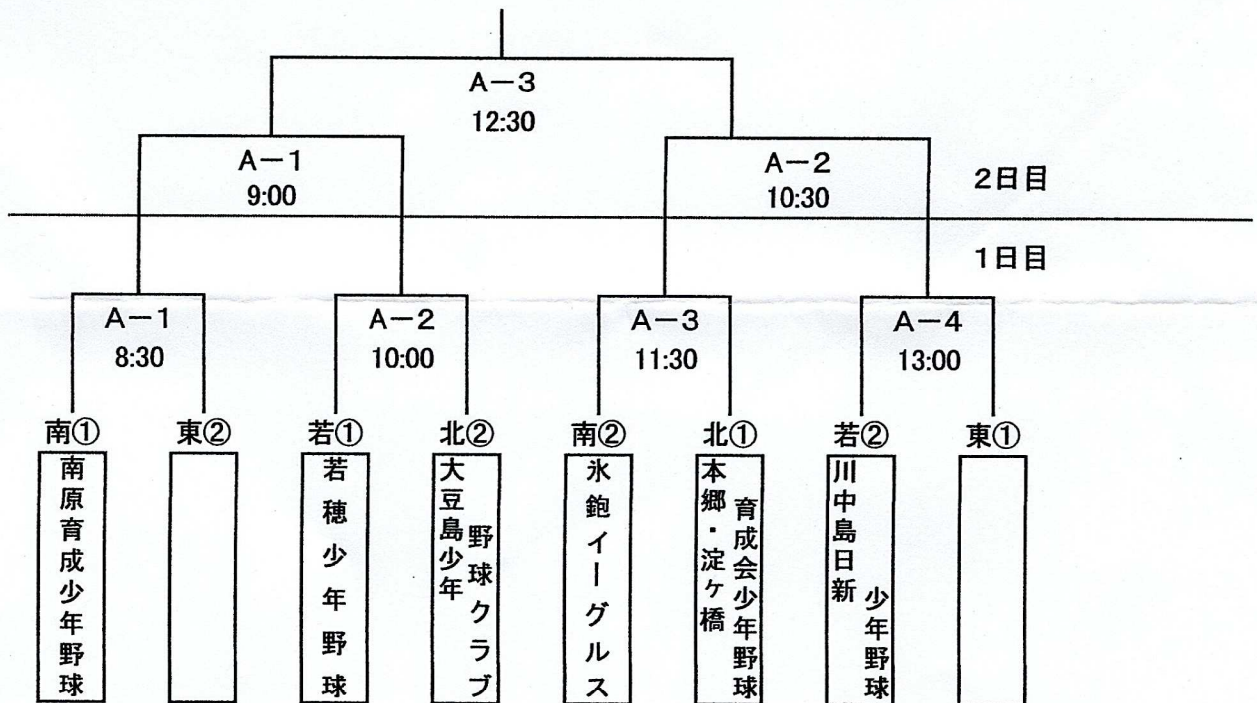 A－3
12:30
A－1
9:00
A－2
10:30
2日目
1日目
A－1
8:30
A－2
10:00
A－3
11:30
A－4
13:00
南①
東②
若①
北②
南②
北①
若②
東①
南原育成少年野球
若穂少年野球
大豆島少年
野球クラブ
氷鉋イーグルス
本郷・淀ヶ橋
育成会少年野球
川中島日新
少年野球